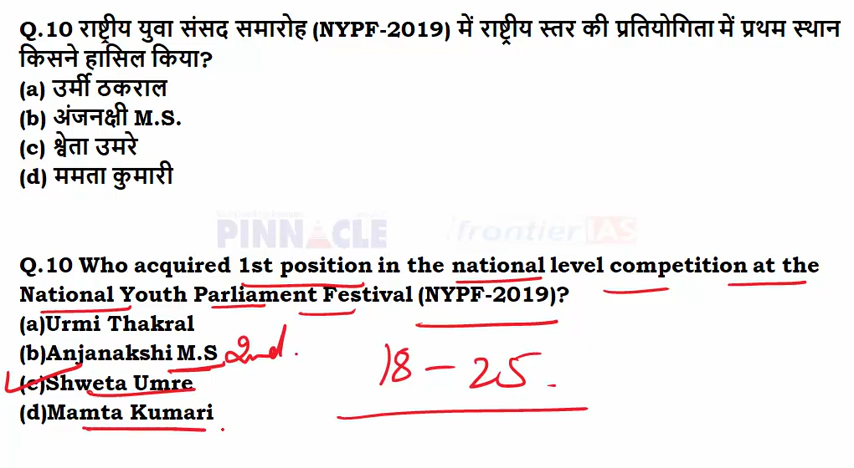 Q.10 राष्ट्रीय युवा संसद समारोह (NYPF-2019) में राष्ट्रीय स्तर की प्रतियोगिता में प्रथम स्थान
किसने हासिल किया?
(a) उर्मी ठकराल
(b) अंजनक्षी M.S.
(c) श्वेता उमरे
(d) ममता कुमारी
PINNACLE frontier IAS
Q.10 Who acquired 1st position in the national level competition at the
National Youth Parliament Festival (NYPF-2019)?
(a)Urmi Thakral
(b)Anjanakshi M.S 2nd.
(c)Shweta Umre
18 - 25.
(d)Mamta Kumari